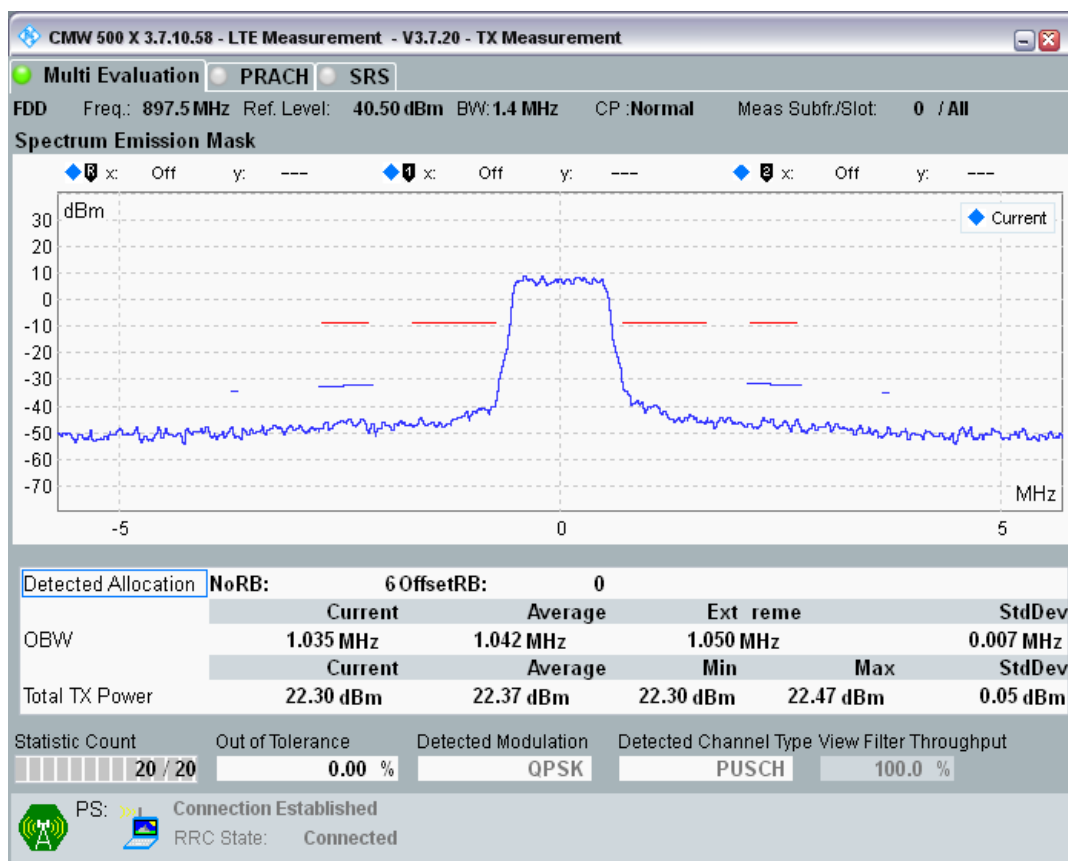 CMW 500 X 3.7.10.58 - LTE Measurement - V3.7.20 - TX Measurement
Multi Evaluation PRACH SRS
FDD Freq.: 897.5 MHz Ref. Level: 40.50 dBm BW: 1.4 MHz CP :Normal Meas Subfr./Slot: 0 / All
Spectrum Emission Mask
R x: Off y: --- 1 x: Off y: --- 2 x: Off y: ---
dBm
Current
30
20
10
0
-10
-20
-30
-40
-50
-60
-70
MHz
-5 0 5
Detected Allocation NoRB: 6 OffsetRB: 0
Current Average Ext reme StdDev
OBW 1.035 MHz 1.042 MHz 1.050 MHz 0.007 MHz
Current Average Min Max StdDev
Total TX Power 22.30 dBm 22.37 dBm 22.30 dBm 22.47 dBm 0.05 dBm
Statistic Count Out of Tolerance Detected Modulation Detected Channel Type View Filter Throughput
20 / 20 0.00 % QPSK PUSCH 100.0 %
PS: Connection Established
RRC State: Connected